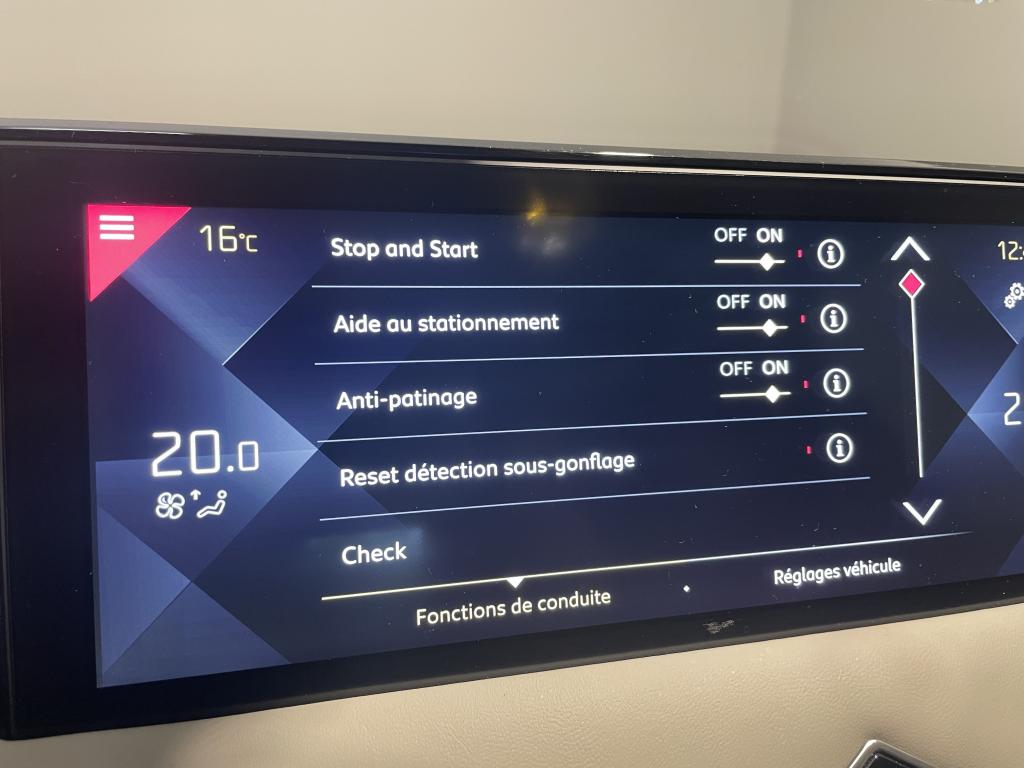 16°C
Stop and Start
OFF ON
Aide au stationnement
OFF ON
Anti-patinage
OFF ON
20.0
Reset détection sous-gonflage
Check
Fonctions de conduite
Réglages véhicule